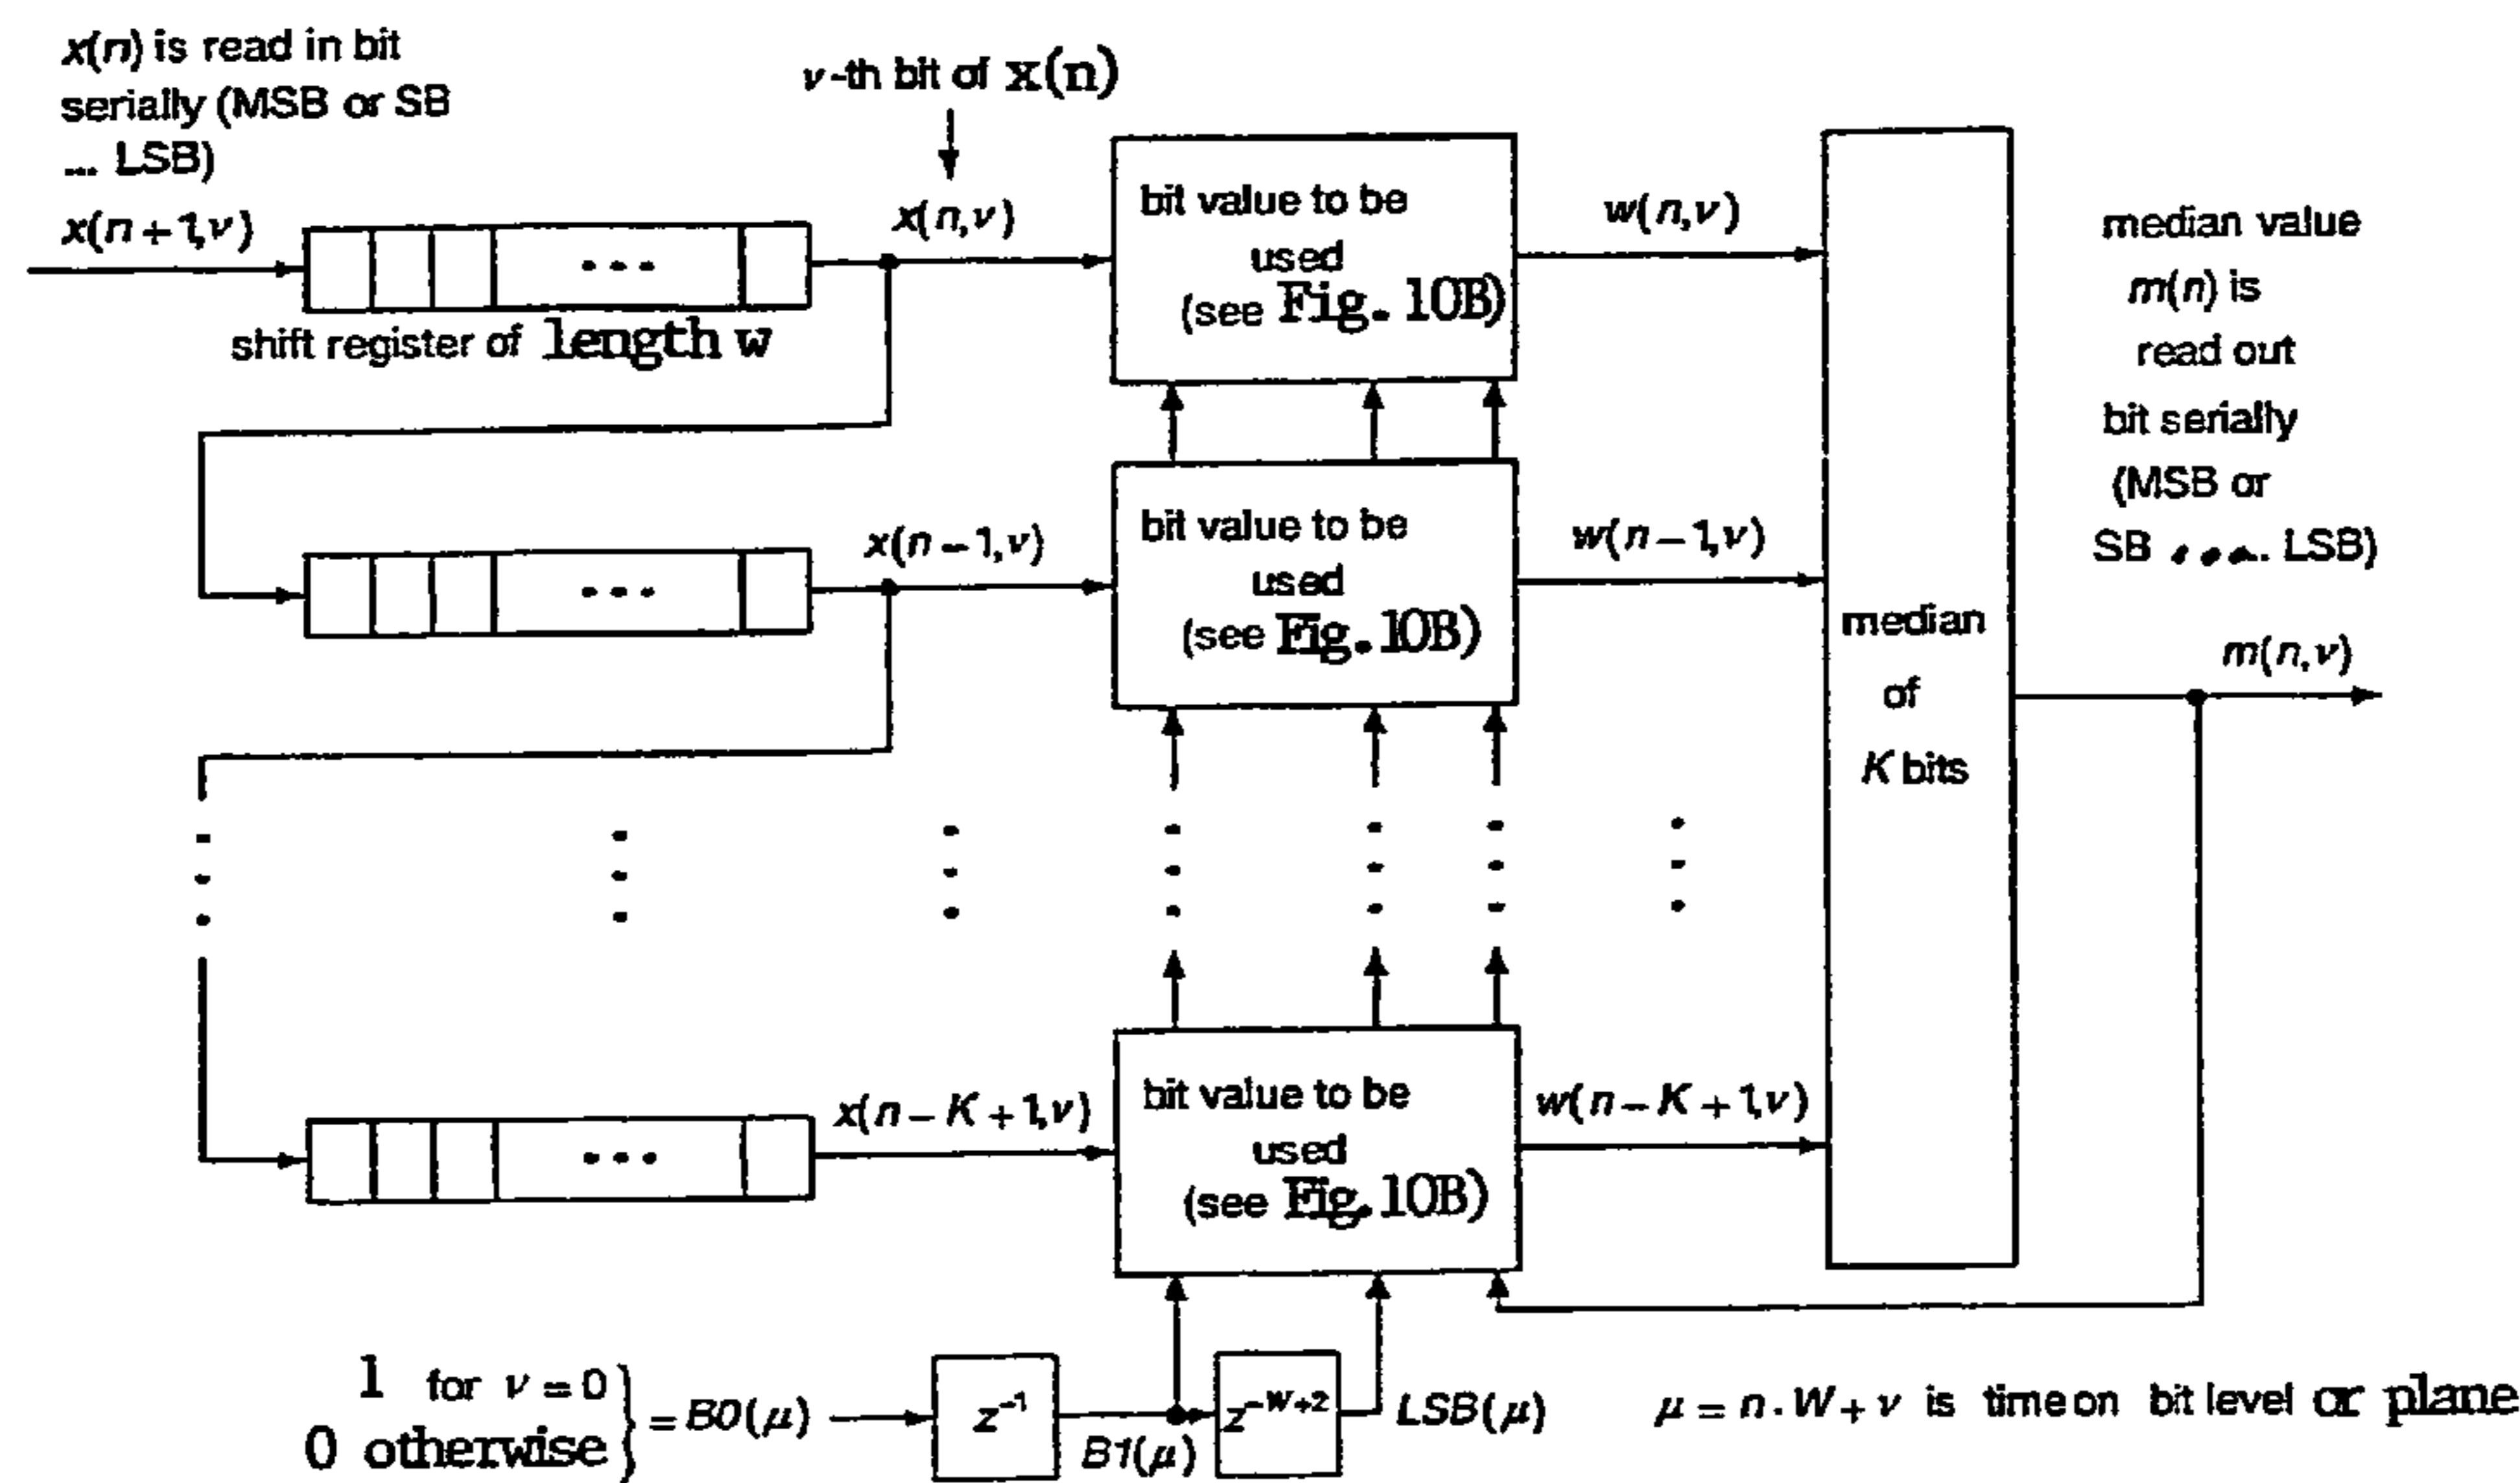 x(n) is read in bit
serially (MSB or SB
... LSB)
x(n+1,ν)
shift register of length w
ν-th bit of x(n)
x(n,ν)
bit value to be
used
(see Fig. 10B)
w(n,ν)
x(n-1,ν)
bit value to be
used
(see Fig. 10B)
w(n-1,ν)
x(n-K+1,ν)
bit value to be
used
(see Fig. 10B)
w(n-K+1,ν)
median
of
K bits
median value
m(n) is
read out
bit serially
(MSB or
SB .... LSB)
m(n,ν)
1 for ν=0
0 otherwise } = B0(μ)
z⁻¹
B1(μ)
z^-W+2
LSB(μ)
μ = n·W+ν is time on bit level or plane